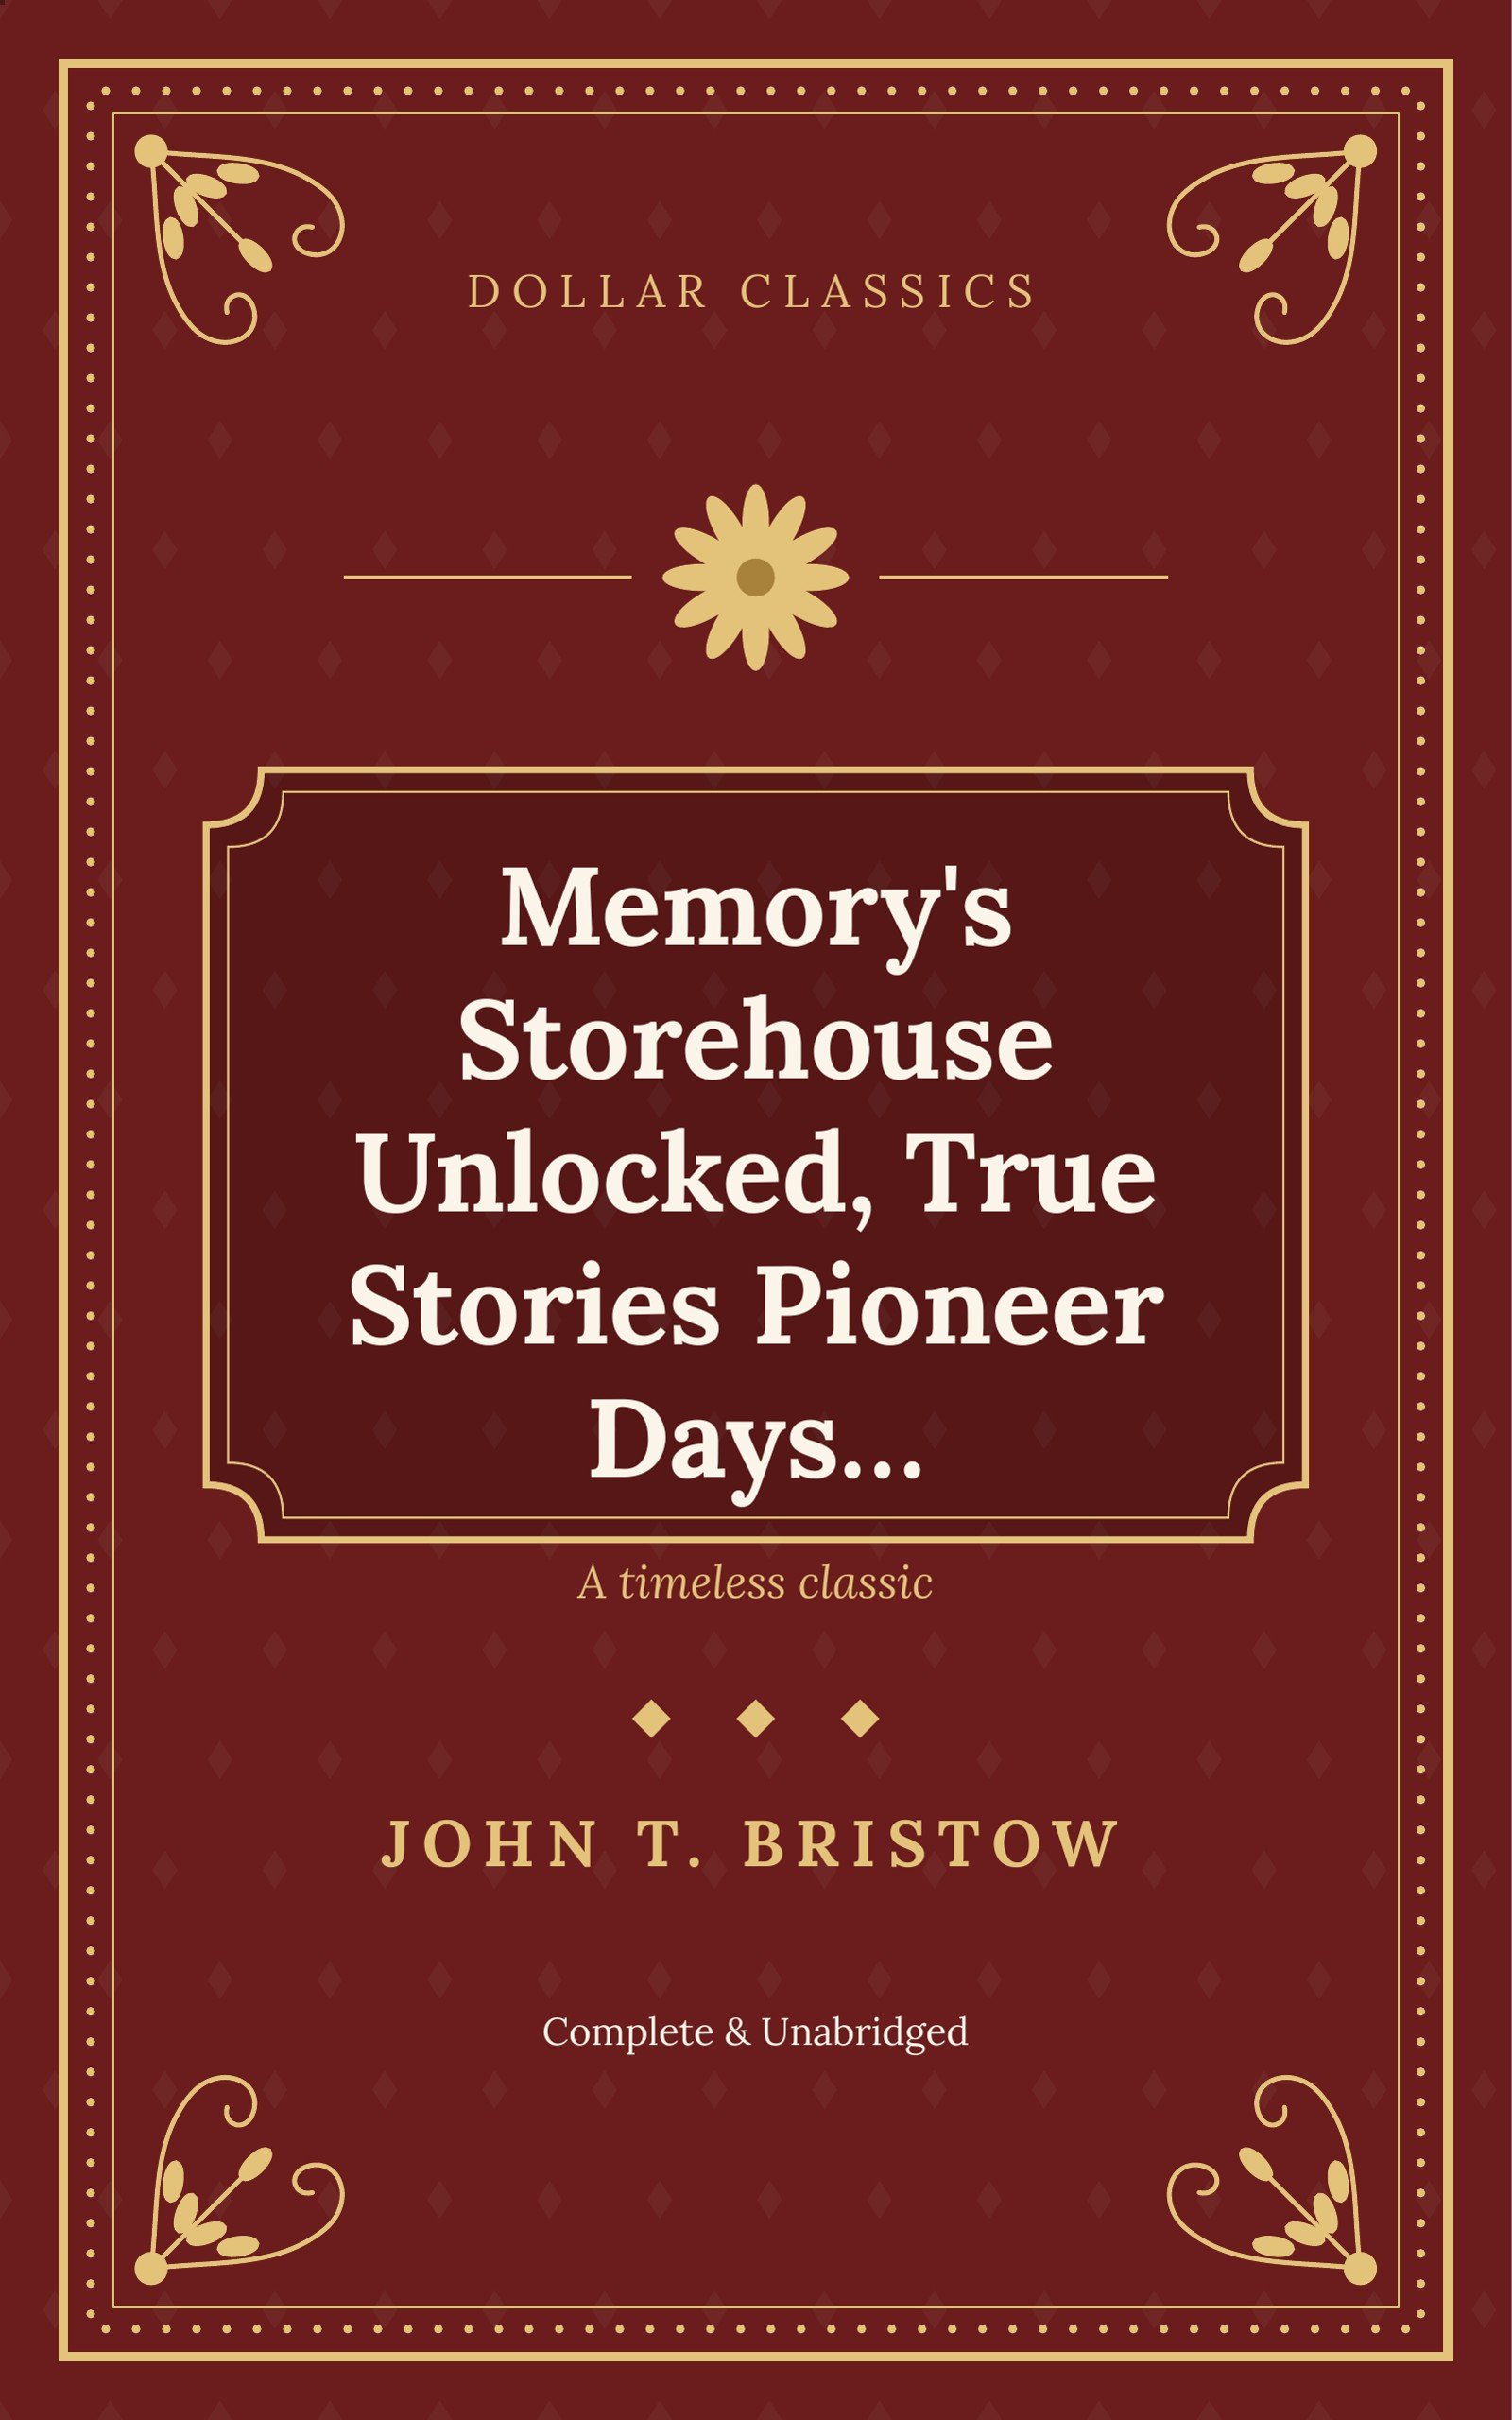 DOLLAR CLASSICS
Memory's
Storehouse
Unlocked, True
Stories Pioneer
Days...
A timeless classic
JOHN T. BRISTOW
Complete & Unabridged